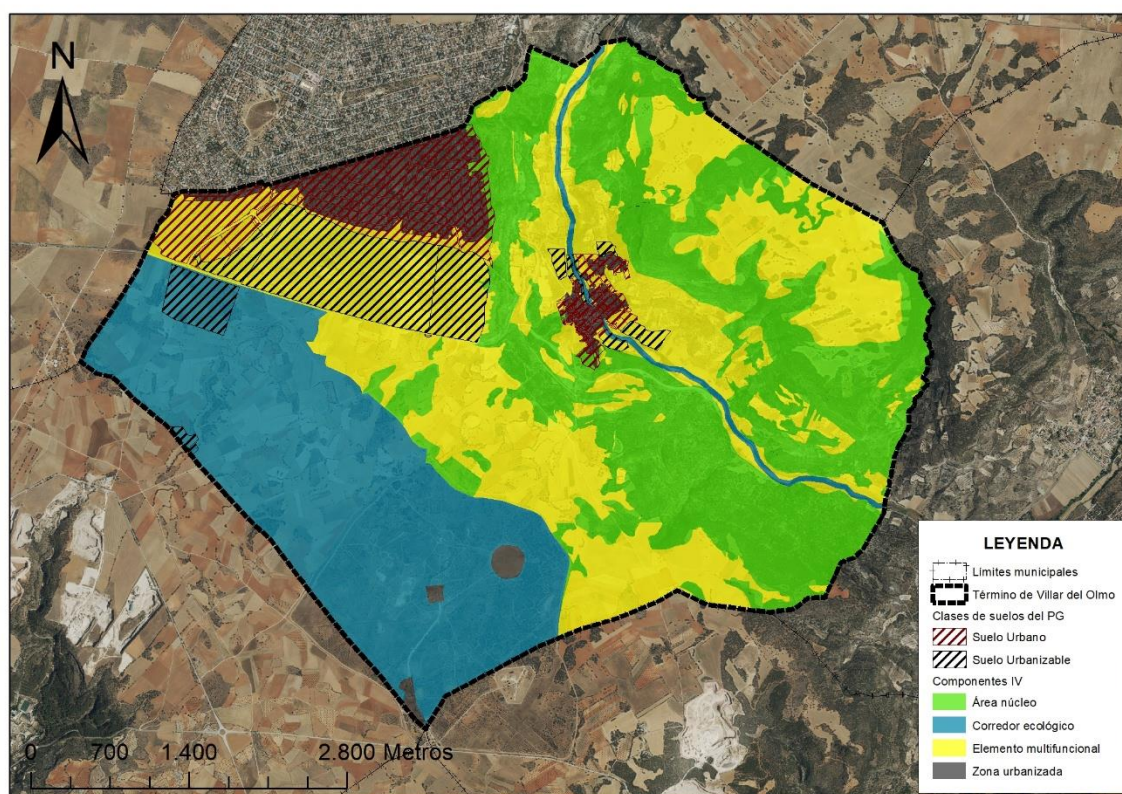 N
0 700 1.400 2.800 Metros
LEYENDA
Límites municipales
Término de Villar del Olmo
Clases de suelos del PG
Suelo Urbano
Suelo Urbanizable
Componentes IV
Área núcleo
Corredor ecológico
Elemento multifuncional
Zona urbanizada